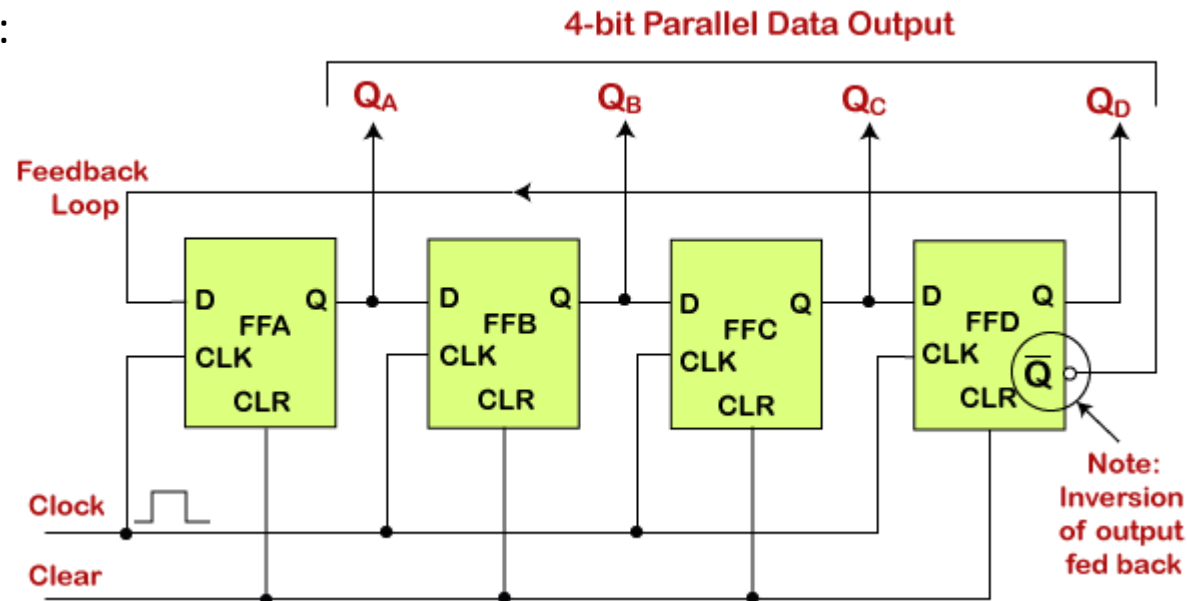 :
4-bit Parallel Data Output
QA QB QC QD
Feedback
Loop
D Q D Q D Q D Q
FFA FFB FFC FFD
CLK CLK CLK CLK Q̅
CLR CLR CLR CLR
Note:
Clock Inversion
of output
fed back
Clear